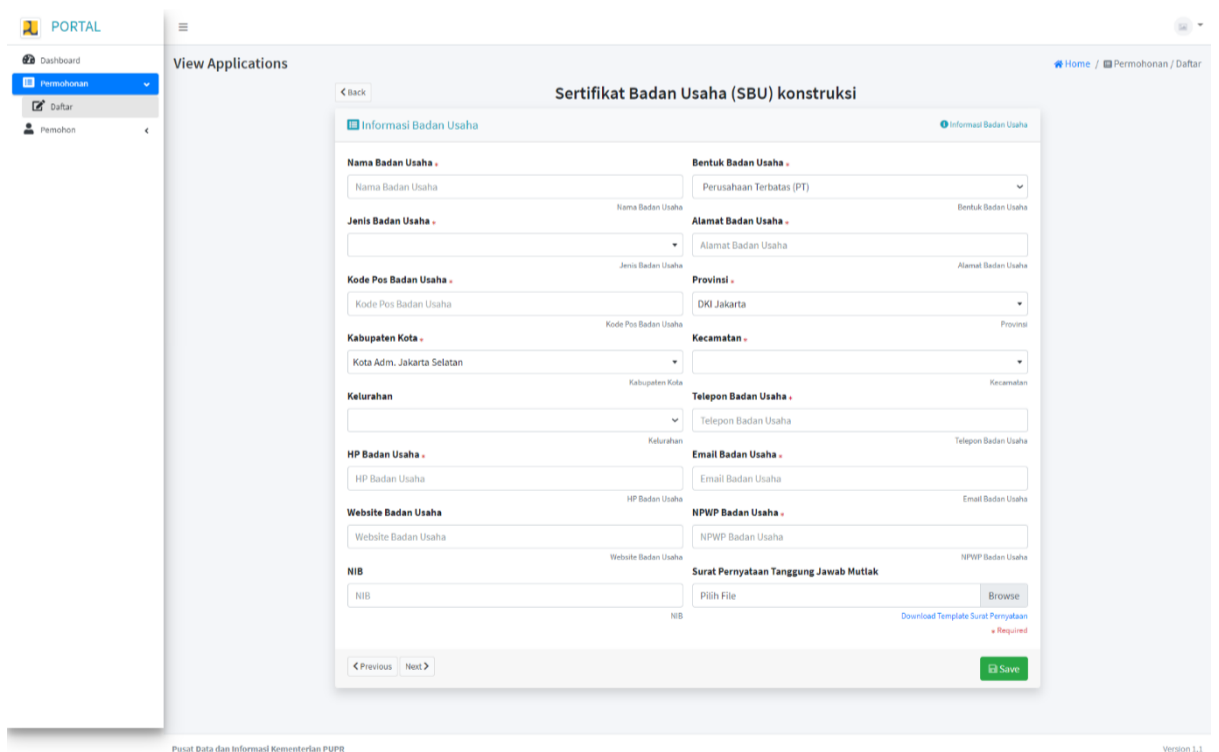 PORTAL
Dashboard
Permohonan
Daftar
Pemohon
View Applications
Home / Permohonan / Daftar
Back
Sertifikat Badan Usaha (SBU) konstruksi
Informasi Badan Usaha
Informasi Badan Usaha
Nama Badan Usaha *
Bentuk Badan Usaha *
Nama Badan Usaha
Perusahaan Terbatas (PT)
Nama Badan Usaha
Bentuk Badan Usaha
Jenis Badan Usaha *
Alamat Badan Usaha *
Alamat Badan Usaha
Jenis Badan Usaha
Alamat Badan Usaha
Kode Pos Badan Usaha *
Provinsi *
Kode Pos Badan Usaha
DKI Jakarta
Kode Pos Badan Usaha
Provinsi
Kabupaten Kota *
Kecamatan *
Kota Adm. Jakarta Selatan
Kabupaten Kota
Kecamatan
Kelurahan
Telepon Badan Usaha *
Telepon Badan Usaha
Kelurahan
Telepon Badan Usaha
HP Badan Usaha *
Email Badan Usaha *
HP Badan Usaha
Email Badan Usaha
HP Badan Usaha
Email Badan Usaha
Website Badan Usaha
NPWP Badan Usaha *
Website Badan Usaha
NPWP Badan Usaha
Website Badan Usaha
NPWP Badan Usaha
NIB
Surat Pernyataan Tanggung Jawab Mutlak
NIB
Pilih File
Browse
NIB
Download Template Surat Pernyataan
* Required
Previous
Next
Save
Pusat Data dan Informasi Kementerian PUPR
Version 1.1